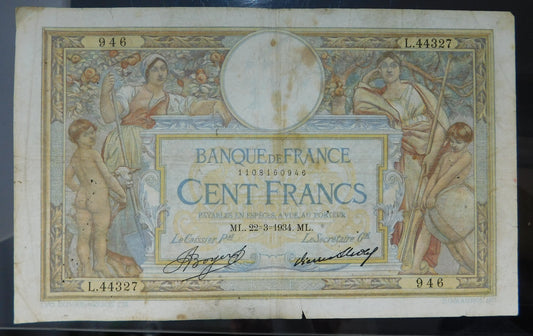 946
L.44327
BANQUE DE FRANCE
1108160946
CENT FRANCS
PAYABLES EN ESPÈCES, A VUE, AU PORTEUR
ML. 22-3-1934. ML.
Le Caissier Pal
Le Secrétaire Gal
L.44327
946